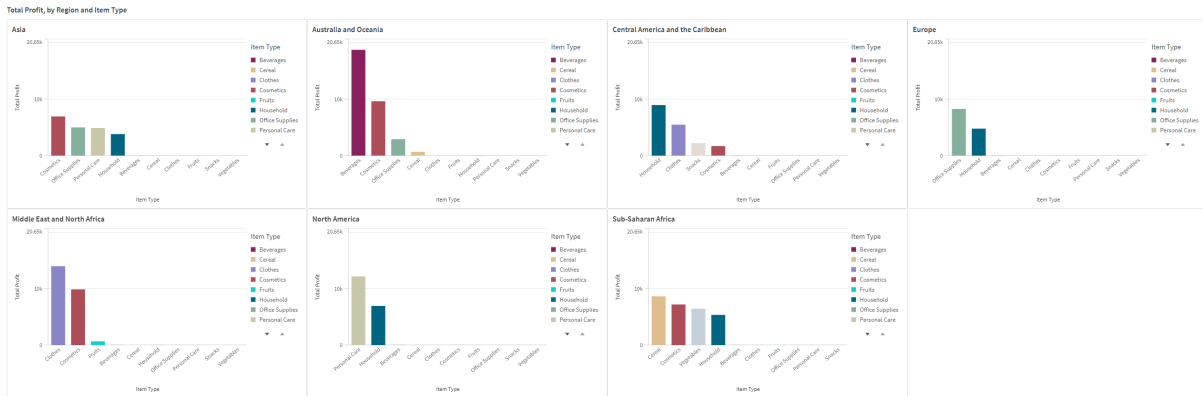 Total Profit, by Region and Item Type
Asia
20.65k
10k
0
Total Profit
Cosmetics
Office Supplies
Personal Care
Household
Beverages
Cereal
Clothes
Fruits
Snacks
Vegetables
Item Type
Item Type
Beverages
Cereal
Clothes
Cosmetics
Fruits
Household
Office Supplies
Personal Care
Australia and Oceania
20.65k
10k
0
Total Profit
Beverages
Cosmetics
Office Supplies
Cereal
Clothes
Fruits
Household
Personal Care
Snacks
Vegetables
Item Type
Item Type
Beverages
Cereal
Clothes
Cosmetics
Fruits
Household
Office Supplies
Personal Care
Central America and the Caribbean
20.65k
10k
0
Total Profit
Household
Clothes
Snacks
Cosmetics
Beverages
Cereal
Fruits
Office Supplies
Personal Care
Vegetables
Item Type
Item Type
Beverages
Cereal
Clothes
Cosmetics
Fruits
Household
Office Supplies
Personal Care
Europe
20.65k
10k
0
Total Profit
Office Supplies
Household
Beverages
Cereal
Clothes
Cosmetics
Fruits
Personal Care
Snacks
Vegetables
Item Type
Item Type
Beverages
Cereal
Clothes
Cosmetics
Fruits
Household
Office Supplies
Personal Care
Middle East and North Africa
20.65k
10k
0
Total Profit
Clothes
Cosmetics
Fruits
Beverages
Cereal
Household
Office Supplies
Personal Care
Snacks
Vegetables
Item Type
Item Type
Beverages
Cereal
Clothes
Cosmetics
Fruits
Household
Office Supplies
Personal Care
North America
20.65k
10k
0
Total Profit
Personal Care
Household
Beverages
Cereal
Clothes
Cosmetics
Fruits
Office Supplies
Snacks
Vegetables
Item Type
Item Type
Beverages
Cereal
Clothes
Cosmetics
Fruits
Household
Office Supplies
Personal Care
Sub-Saharan Africa
20.65k
10k
0
Total Profit
Cereal
Cosmetics
Vegetables
Household
Beverages
Clothes
Fruits
Office Supplies
Personal Care
Snacks
Item Type
Item Type
Beverages
Cereal
Clothes
Cosmetics
Fruits
Household
Office Supplies
Personal Care